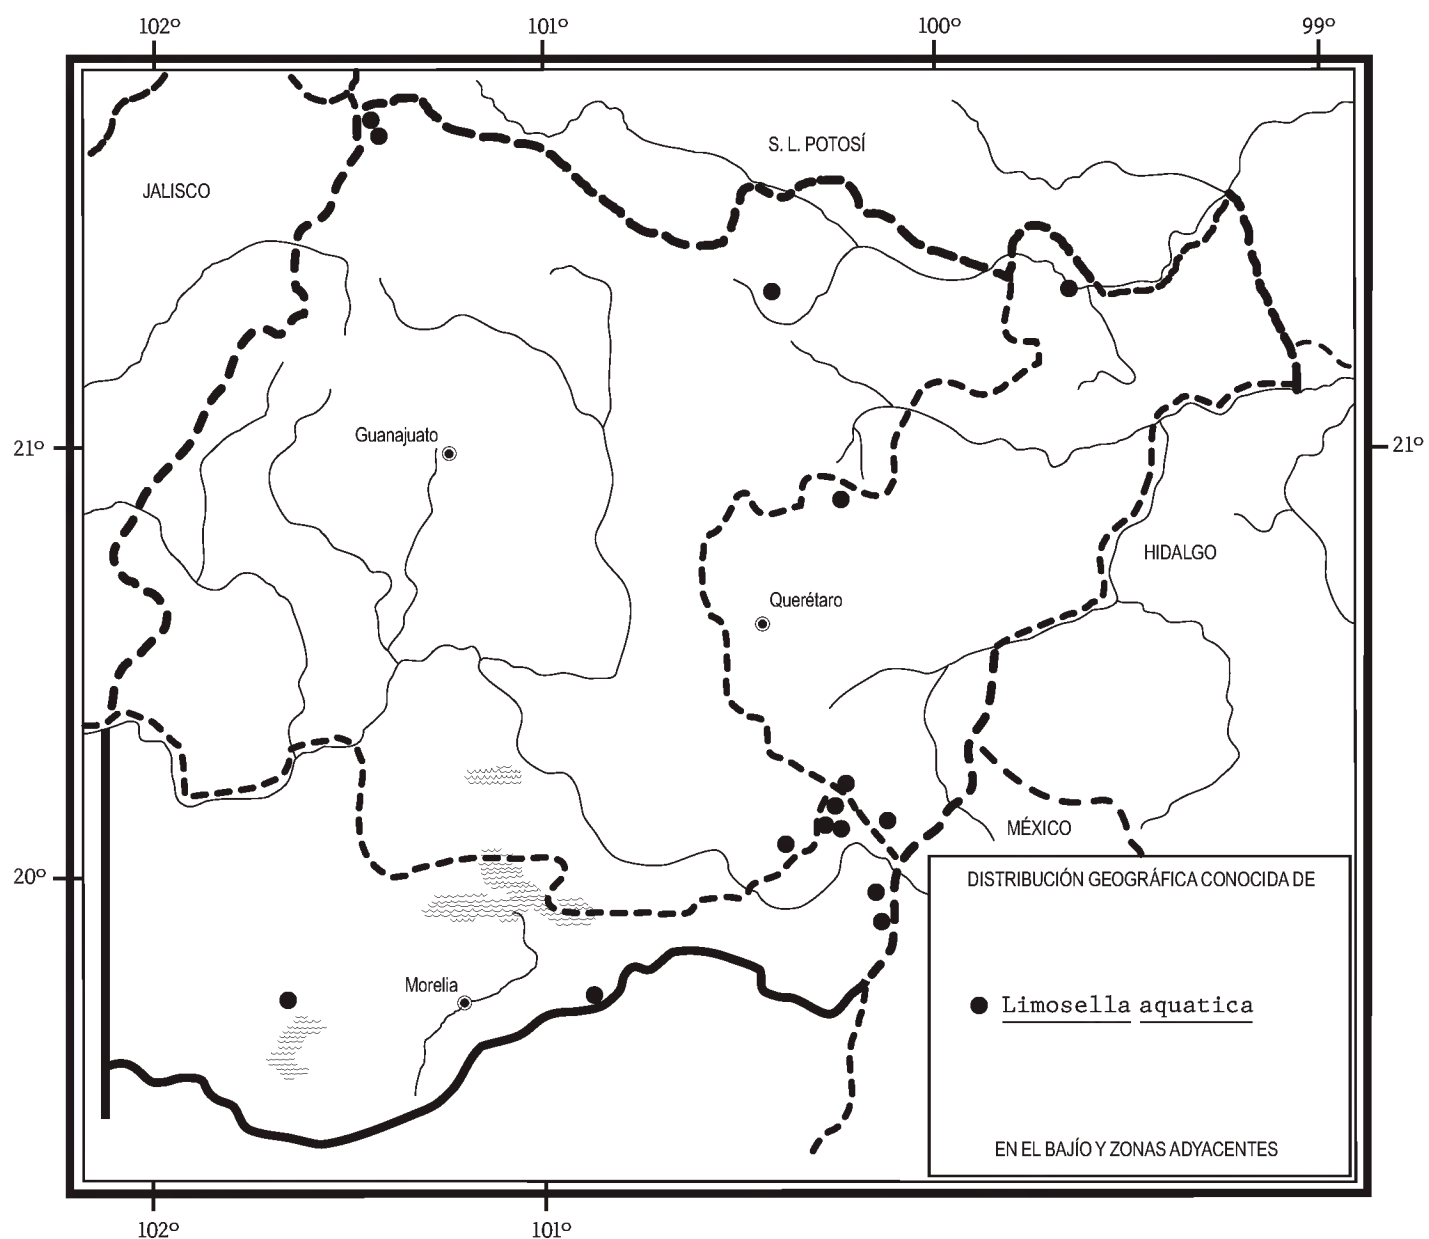 102º 101º 100º 99º
S. L. POTOSÍ
JALISCO
Guanajuato
21º 21º
HIDALGO
Querétaro
MÉXICO
20º
DISTRIBUCIÓN GEOGRÁFICA CONOCIDA DE
Morelia
Limosella aquatica
EN EL BAJÍO Y ZONAS ADYACENTES
102º 101º